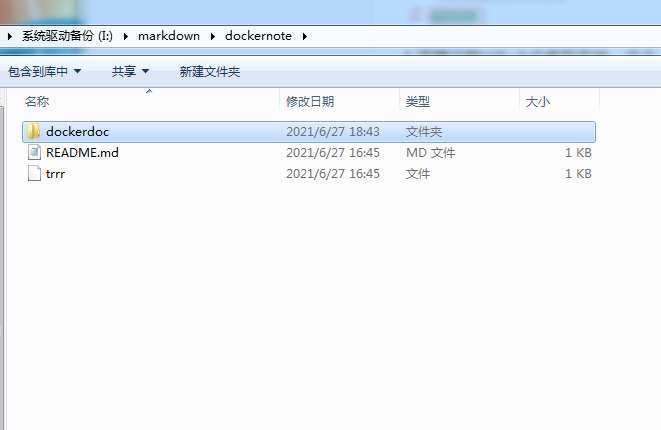 系统驱动备份 (I:) markdown dockernote
包含到库中 共享 新建文件夹
名称 修改日期 类型 大小
dockerdoc 2021/6/27 18:43 文件夹
README.md 2021/6/27 16:45 MD 文件 1 KB
trrr 2021/6/27 16:45 文件 1 KB